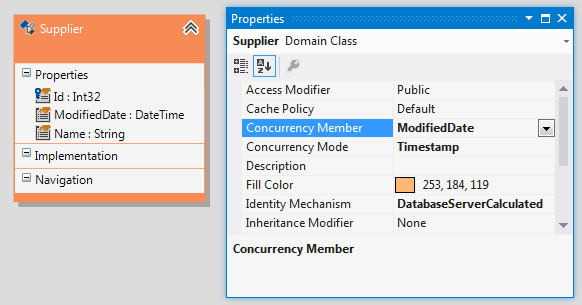 Supplier
Properties
Id : Int32
ModifiedDate : DateTime
Name : String
Implementation
Navigation
Properties
Supplier Domain Class
Access Modifier Public
Cache Policy Default
Concurrency Member ModifiedDate
Concurrency Mode Timestamp
Description
Fill Color 253, 184, 119
Identity Mechanism DatabaseServerCalculated
Inheritance Modifier None
Concurrency Member